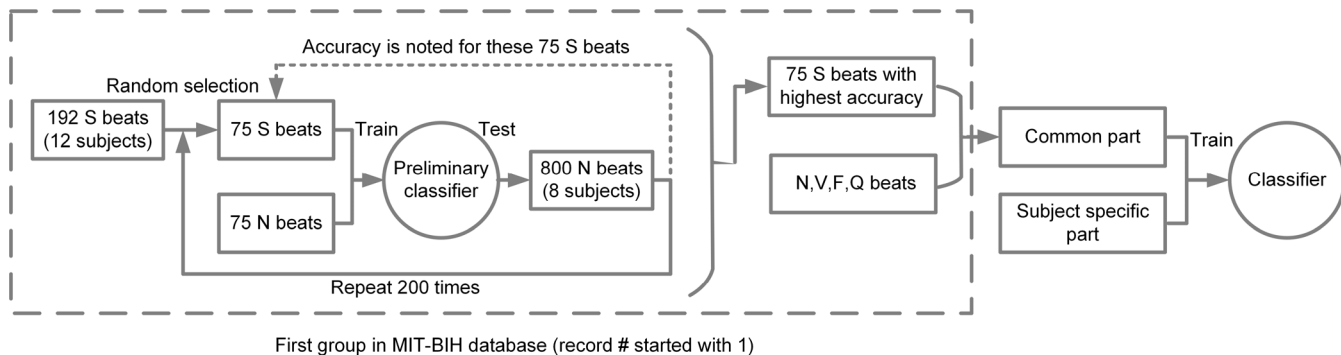 Accuracy is noted for these 75 S beats
Random selection
192 S beats
(12 subjects)
75 S beats
Train
Test
Preliminary
classifier
800 N beats
(8 subjects)
75 N beats
Repeat 200 times
75 S beats with
highest accuracy
N,V,F,Q beats
Common part
Train
Classifier
Subject specific
part
First group in MIT-BIH database (record # started with 1)